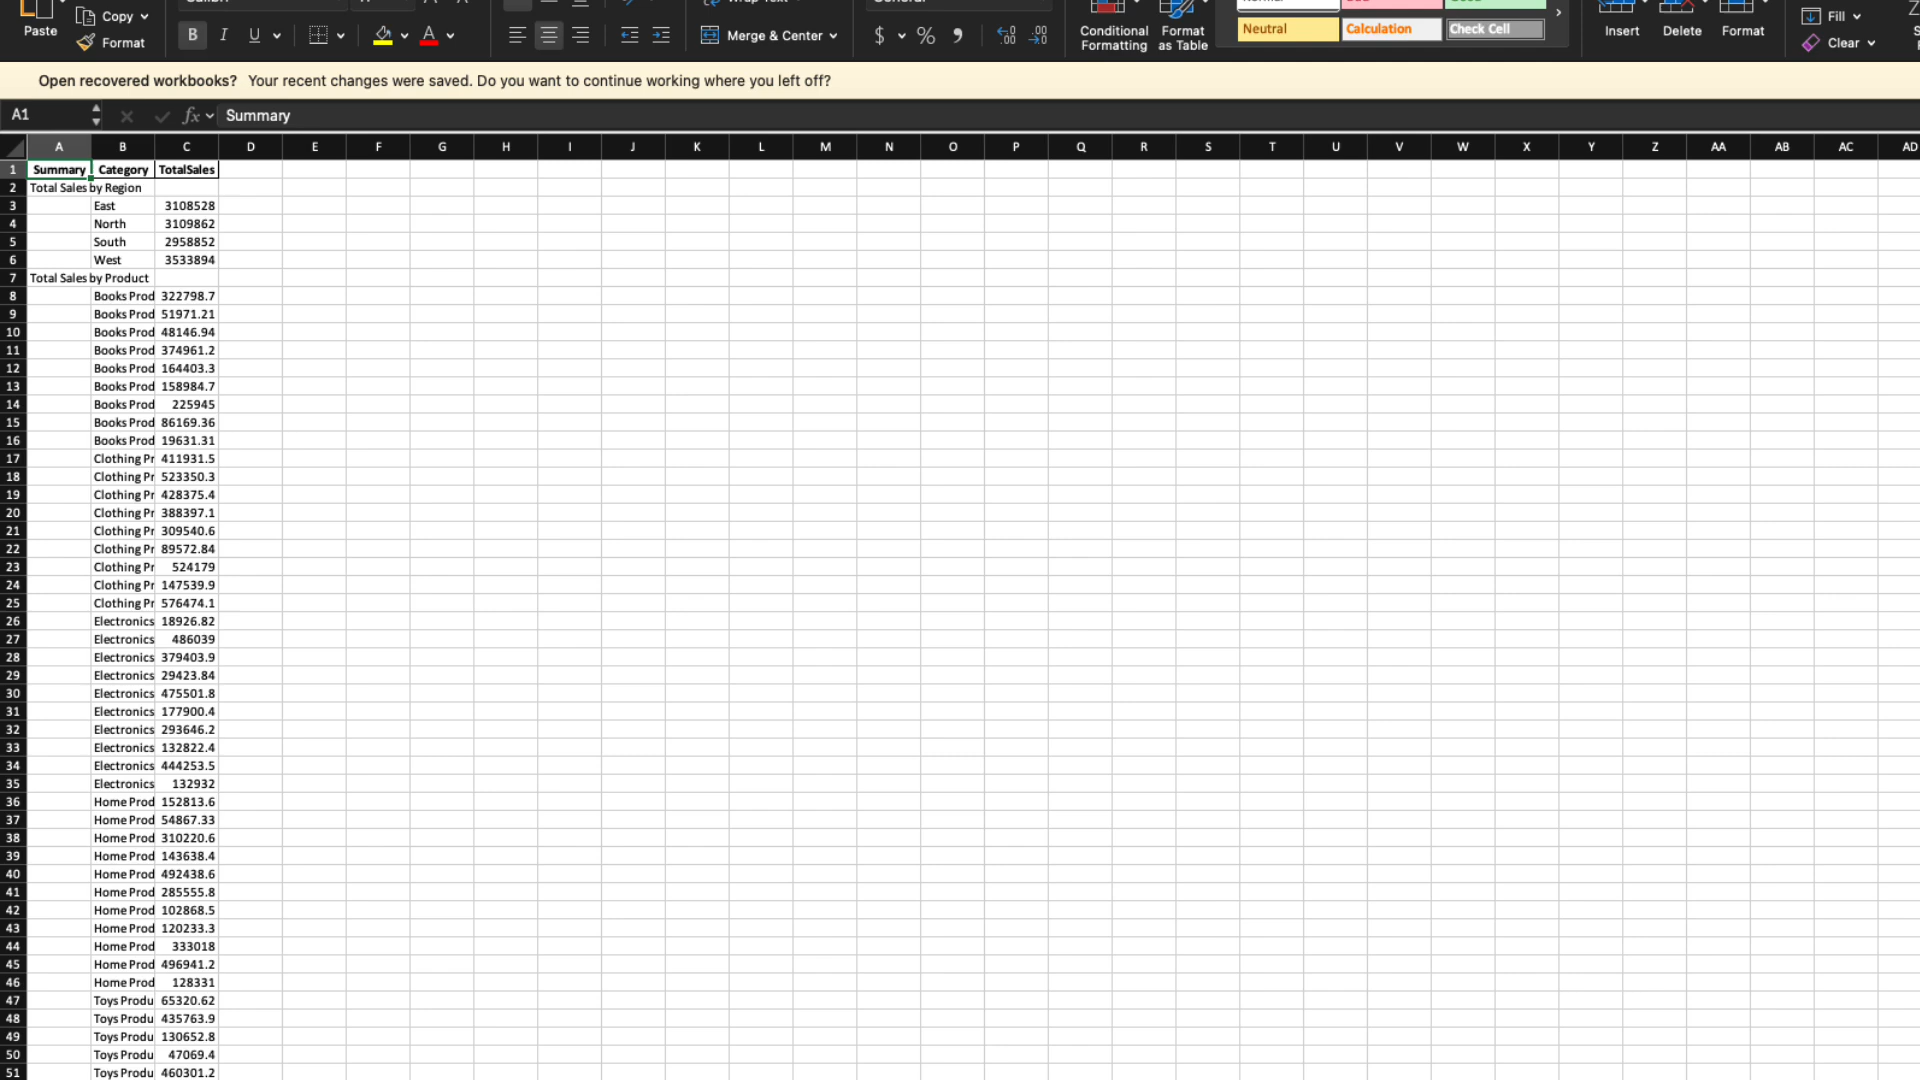 Paste
Copy
Format
B I U
Merge & Center
$ % 9
Conditional Formatting
Format as Table
Neutral
Calculation
Check Cell
Insert
Delete
Format
Fill
Clear
Open recovered workbooks? Your recent changes were saved. Do you want to continue working where you left off?
A1 fx Summary
A B C D E F G H I J K L M N O P Q R S T U V W X Y Z AA AB AC AD
1 Summary Category TotalSales
2 Total Sales by Region
3 East 3108528
4 North 3109862
5 South 2958852
6 West 3533894
7 Total Sales by Product
8 Books Prod 322798.7
9 Books Prod 51971.21
10 Books Prod 48146.94
11 Books Prod 374961.2
12 Books Prod 164403.3
13 Books Prod 158984.7
14 Books Prod 225945
15 Books Prod 86169.36
16 Books Prod 19631.31
17 Clothing Pr 411931.5
18 Clothing Pr 523350.3
19 Clothing Pr 428375.4
20 Clothing Pr 388397.1
21 Clothing Pr 309540.6
22 Clothing Pr 89572.84
23 Clothing Pr 524179
24 Clothing Pr 147539.9
25 Clothing Pr 576474.1
26 Electronics 18926.82
27 Electronics 486039
28 Electronics 379403.9
29 Electronics 29423.84
30 Electronics 475501.8
31 Electronics 177900.4
32 Electronics 293646.2
33 Electronics 132822.4
34 Electronics 444253.5
35 Electronics 132932
36 Home Prod 152813.6
37 Home Prod 54867.33
38 Home Prod 310220.6
39 Home Prod 143638.4
40 Home Prod 492438.6
41 Home Prod 285555.8
42 Home Prod 102868.5
43 Home Prod 120233.3
44 Home Prod 333018
45 Home Prod 496941.2
46 Home Prod 128331
47 Toys Produ 65320.62
48 Toys Produ 435763.9
49 Toys Produ 130652.8
50 Toys Produ 47069.4
51 Toys Produ 460301.2